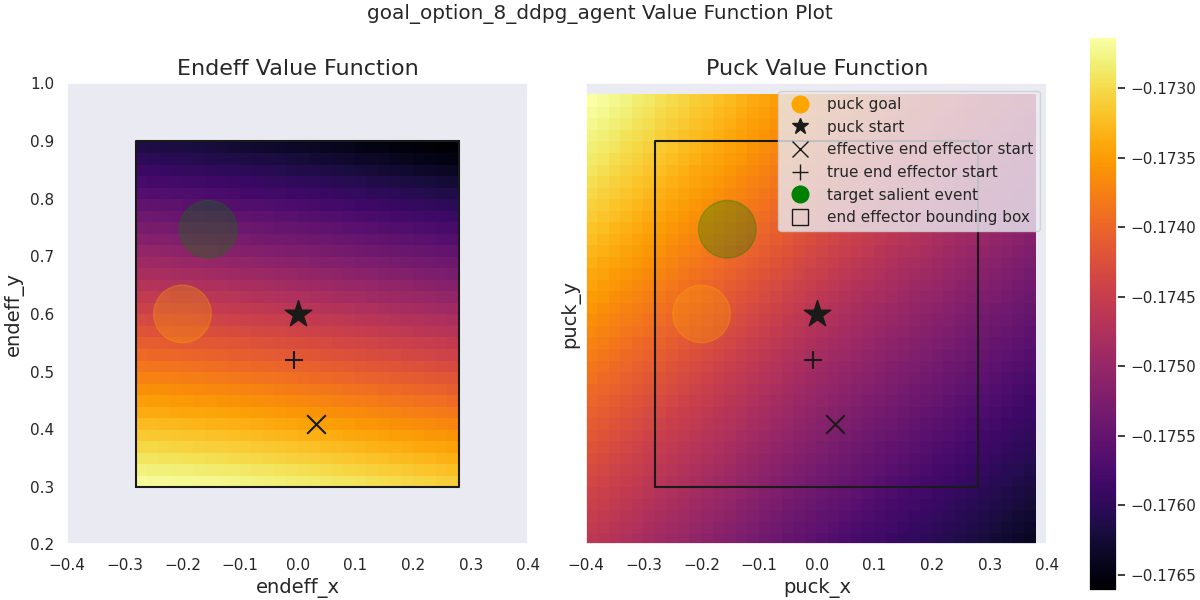 goal_option_8_ddpg_agent Value Function Plot
Endeff Value Function
1.0
0.9
0.8
0.7
0.6
0.5
0.4
0.3
0.2
endeff_y
−0.4
−0.3
−0.2
−0.1
0.0
0.1
0.2
0.3
0.4
endeff_x
Puck Value Function
puck goal
puck start
effective end effector start
true end effector start
target salient event
end effector bounding box
puck_y
−0.4
−0.3
−0.2
−0.1
0.0
0.1
0.2
0.3
0.4
puck_x
−0.1730
−0.1735
−0.1740
−0.1745
−0.1750
−0.1755
−0.1760
−0.1765